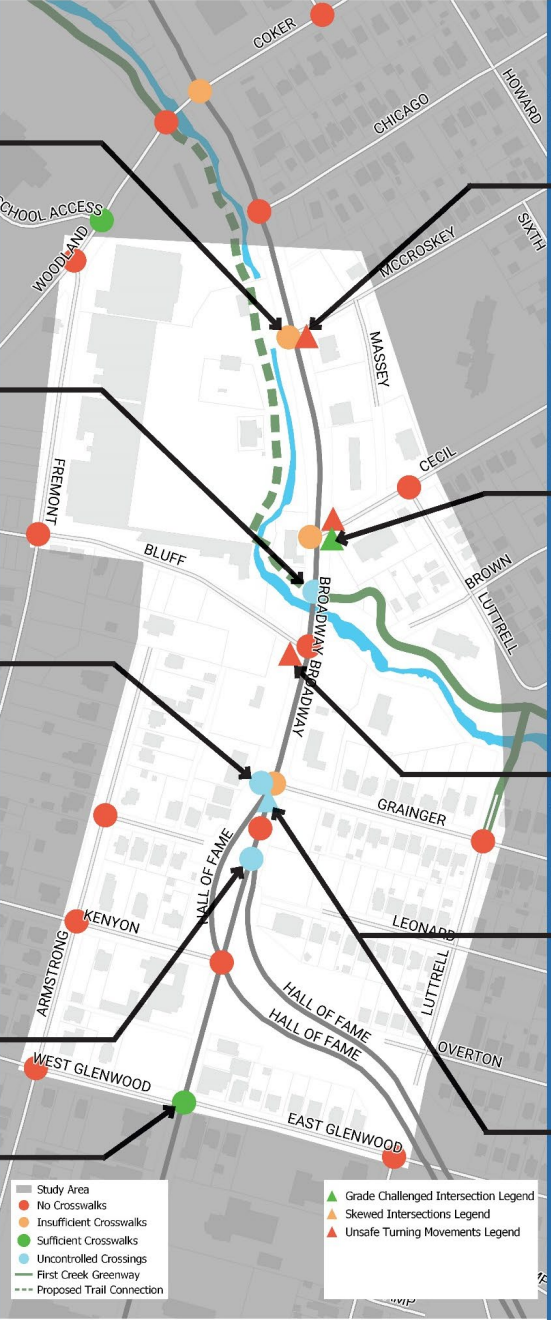 COKER
HOWARD
CHICAGO
CHOOL ACCESS
SIXTH
WOODLAND
MCCROSKEY
MASSEY
CECIL
FREMONT
BLUFF
BROWN
LUTTRELL
BROADWAY
BROADWAY
GRAINGER
HALL OF FAME
KENYON
LEONARD
ARMSTRONG
LUTTRELL
HALL OF FAME
HALL OF FAME
OVERTON
WEST GLENWOOD
EAST GLENWOOD
Study Area
No Crosswalks
Insufficient Crosswalks
Sufficient Crosswalks
Uncontrolled Crossings
First Creek Greenway
Proposed Trail Connection
Grade Challenged Intersection Legend
Skewed Intersections Legend
Unsafe Turning Movements Legend